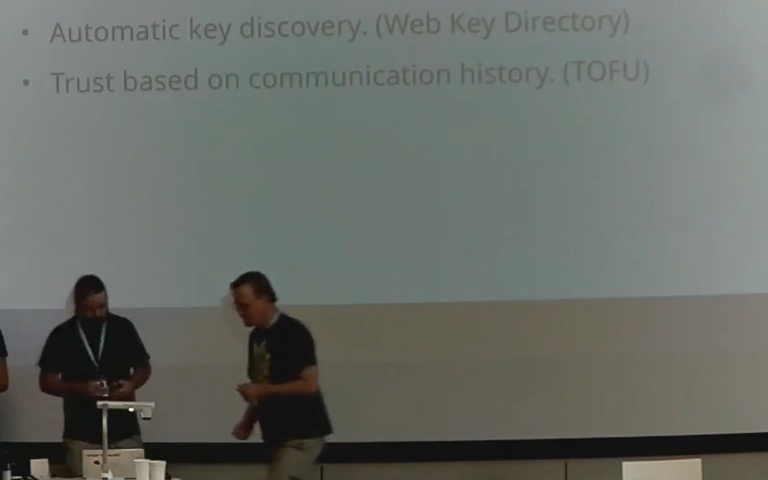 • Automatic key discovery. (Web Key Directory)
• Trust based on communication history. (TOFU)